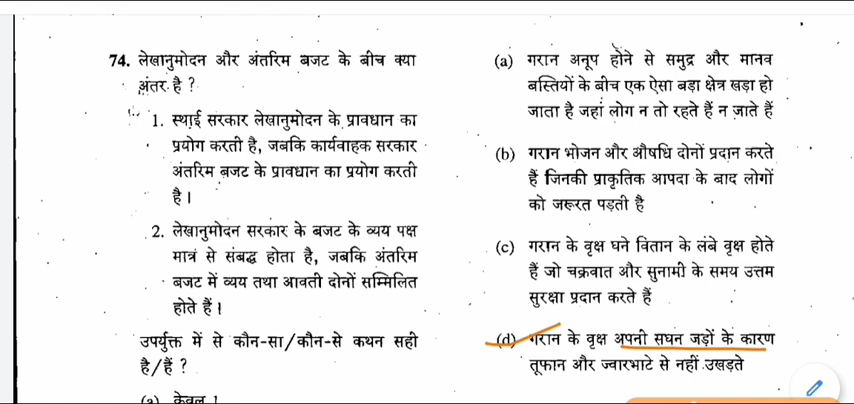 74. लेखानुमोदन और अंतरिम बजट के बीच क्या
अंतर है ?
1. स्थाई सरकार लेखानुमोदन के प्रावधान का
प्रयोग करती है, जबकि कार्यवाहक सरकार
अंतरिम बजट के प्रावधान का प्रयोग करती
है।
2. लेखानुमोदन सरकार के बजट के व्यय पक्ष
मात्र से संबद्ध होता है, जबकि अंतरिम
बजट में व्यय तथा आवती दोनों सम्मिलित
होते हैं।
उपर्युक्त में से कौन-सा/कौन-से कथन सही
है/हैं ?
(a) केवल 1
(a) गरान अनूप होने से समुद्र और मानव
बस्तियों के बीच एक ऐसा बड़ा क्षेत्र खड़ा हो
जाता है जहां लोग न तो रहते हैं न जाते हैं
(b) गरान भोजन और औषधि दोनों प्रदान करते
हैं जिनकी प्राकृतिक आपदा के बाद लोगों
को जरूरत पड़ती है
(c) गरान के वृक्ष घने वितान के लंबे वृक्ष होते
हैं जो चक्रवात और सुनामी के समय उत्तम
सुरक्षा प्रदान करते हैं
(d) गरान के वृक्ष अपनी सघन जड़ों के कारण
तूफान और ज्वारभाटे से नहीं उखड़ते